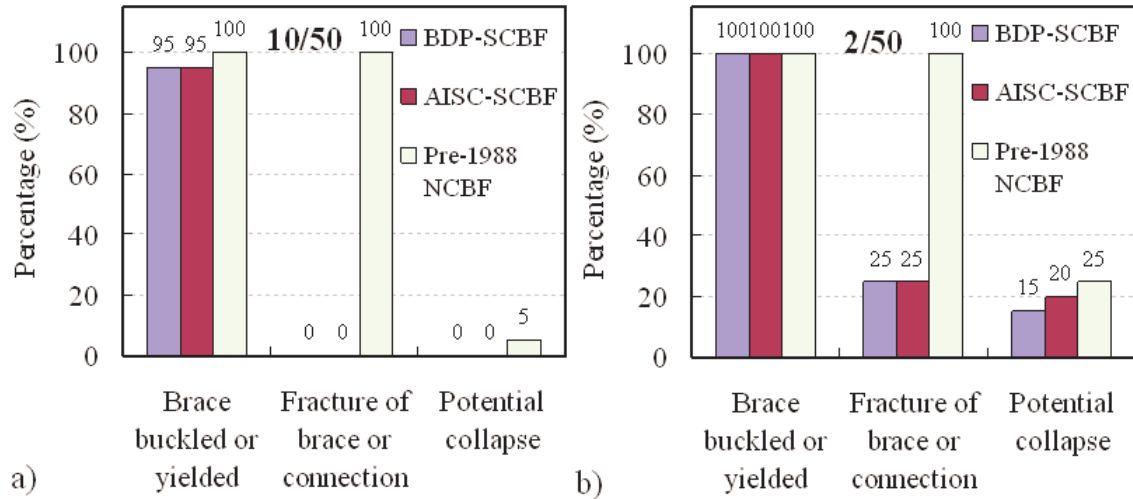 10/50
95 95 100
100
0 0
0 0 5
BDP-SCBF
AISC-SCBF
Pre-1988
NCBF
Percentage (%)
100
80
60
40
20
0
Brace
buckled or
yielded
Fracture of
brace or
connection
Potential
collapse
a)
2/50
100 100 100
25 25 100
15 20 25
BDP-SCBF
AISC-SCBF
Pre-1988
NCBF
Percentage (%)
100
80
60
40
20
0
Brace
buckled or
yielded
Fracture of
brace or
connection
Potential
collapse
b)